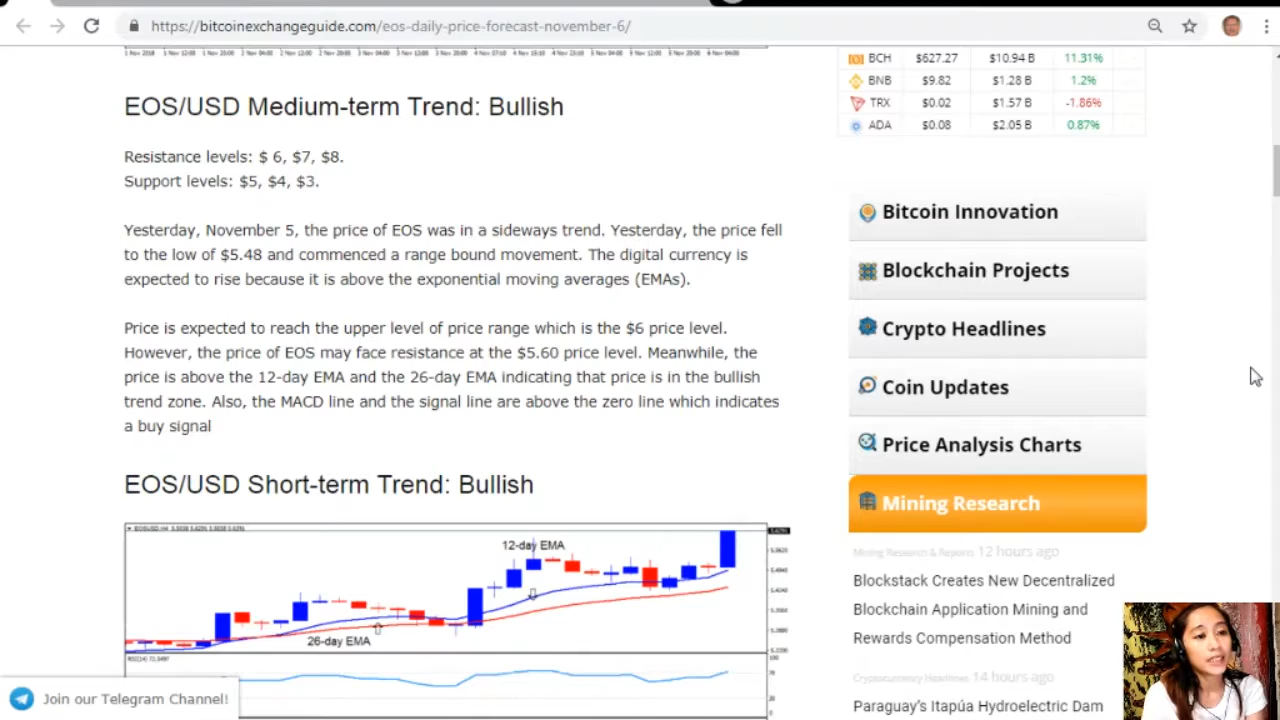 https://bitcoinexchangeguide.com/eos-daily-price-forecast-november-6/
EOS/USD Medium-term Trend: Bullish
Resistance levels: $ 6, $7, $8.
Support levels: $5, $4, $3.
Yesterday, November 5, the price of EOS was in a sideways trend. Yesterday, the price fell
to the low of $5.48 and commenced a range bound movement. The digital currency is
expected to rise because it is above the exponential moving averages (EMAs).
Price is expected to reach the upper level of price range which is the $6 price level.
However, the price of EOS may face resistance at the $5.60 price level. Meanwhile, the
price is above the 12-day EMA and the 26-day EMA indicating that price is in the bullish
trend zone. Also, the MACD line and the signal line are above the zero line which indicates
a buy signal
EOS/USD Short-term Trend: Bullish
12-day EMA
26-day EMA
Join our Telegram Channel!
BCH $627.27 $10.94 B 11.31%
BNB $9.82 $1.28 B 1.2%
TRX $0.02 $1.57 B -1.86%
ADA $0.08 $2.05 B 0.87%
Bitcoin Innovation
Blockchain Projects
Crypto Headlines
Coin Updates
Price Analysis Charts
Mining Research
Mining Research & Reports 12 hours ago
Blockstack Creates New Decentralized
Blockchain Application Mining and
Rewards Compensation Method
Cryptocurrency Headlines 14 hours ago
Paraguay's Itapúa Hydroelectric Dam